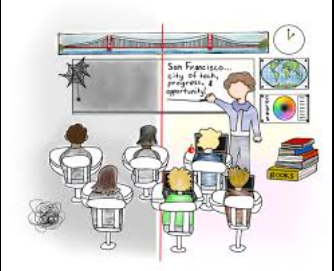 San Francisco...
city of tech,
progress, &
opportunity!
BOOKS